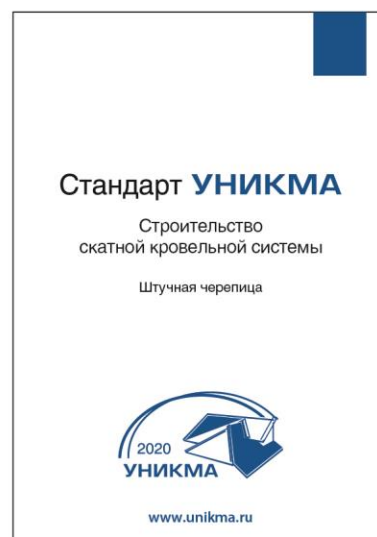 Стандарт УНИКМА
Строительство
скатной кровельной системы
Штучная черепица
2020
УНИКМА
www.unikma.ru